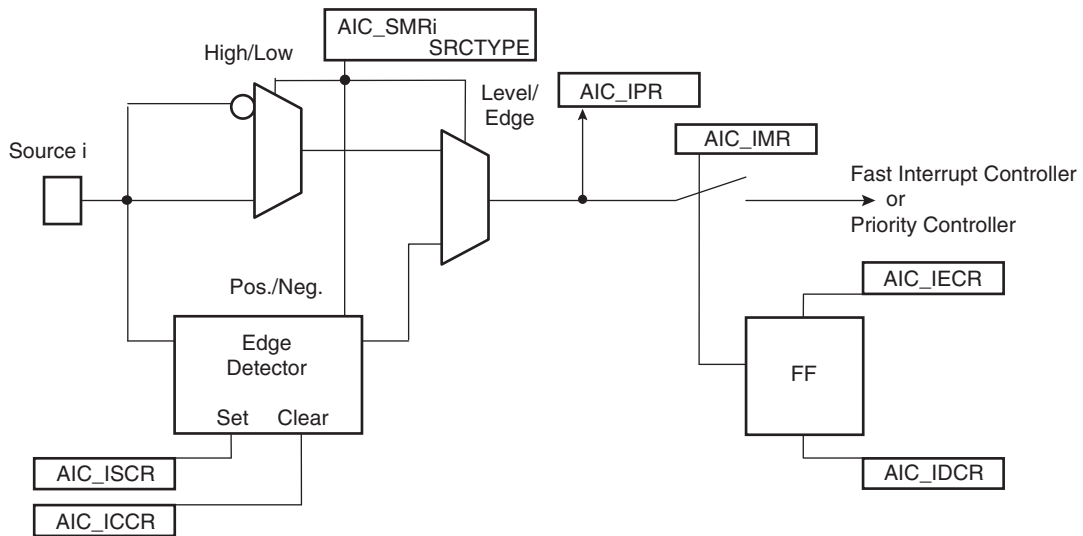 AIC_SMRi
SRCTYPE
High/Low
Level/
Edge
AIC_IPR
AIC_IMR
Source i
Fast Interrupt Controller
or
Priority Controller
Pos./Neg.
AIC_IECR
Edge
Detector
FF
Set Clear
AIC_ISCR
AIC_IDCR
AIC_ICCR